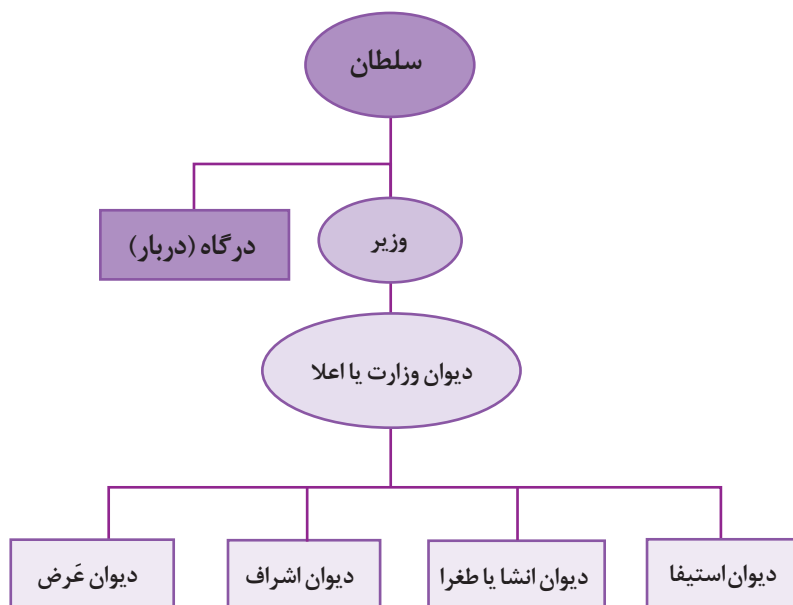 سلطان
درگاه (دربار)
وزیر
دیوان وزارت یا اعلا
دیوان استیفا
دیوان انشا یا طغرا
دیوان اشراف
دیوان عَرض